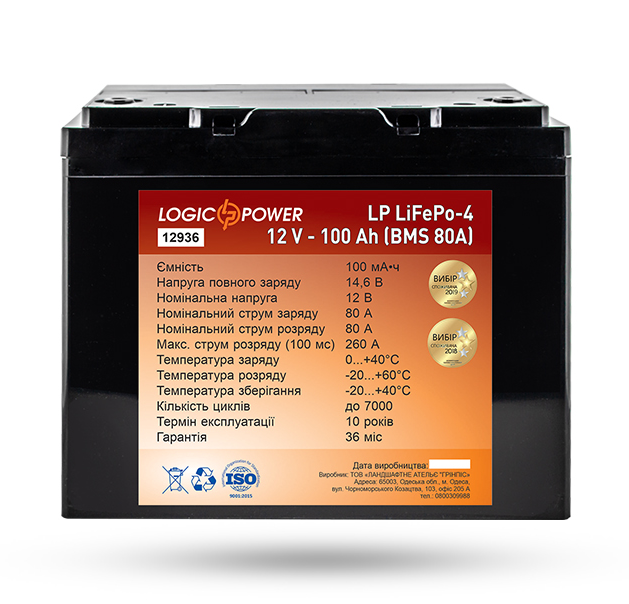 LOGIC POWER
LP LiFePo-4
12936
12 V - 100 Ah (BMS 80A)
Ємність 100 мА•ч
Напруга повного заряду 14,6 В
Номінальна напруга 12 В
Номінальний струм заряду 80 А
Номінальний струм розряду 80 А
Макс. струм розряду (100 мс) 260 А
Температура заряду 0...+40°C
Температура розряду -20...+60°C
Температура зберігання -20...+40°C
Кількість циклів до 7000
Термін експлуатації 10 років
Гарантія 36 міс
ВИБІР
СПОЖИВАЧА
2019
ВИБІР
СПОЖИВАЧА
2018
ISO
9001:2015
Дата виробництва:
Виробник: ТОВ «ЛАНДШАФТНЕ АТЕЛЬЄ "ГРІНПІС»
Адреса: 65003, Одеська обл., м. Одеса,
вул. Чорноморського Козацтва, 103, офіс 205 А
тел.: 0800309988